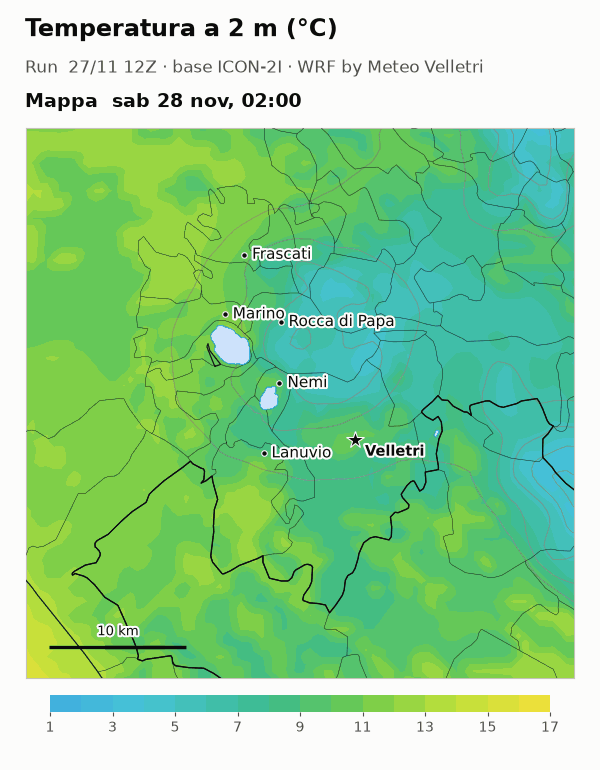 Temperatura a 2 m (°C)
Run  27/11 12Z · base ICON-2I · WRF by Meteo Velletri
Mappa  sab 28 nov, 02:00
Frascati
Marino
Rocca di Papa
Nemi
Velletri
Lanuvio
10 km
1 3 5 7 9 11 13 15 17